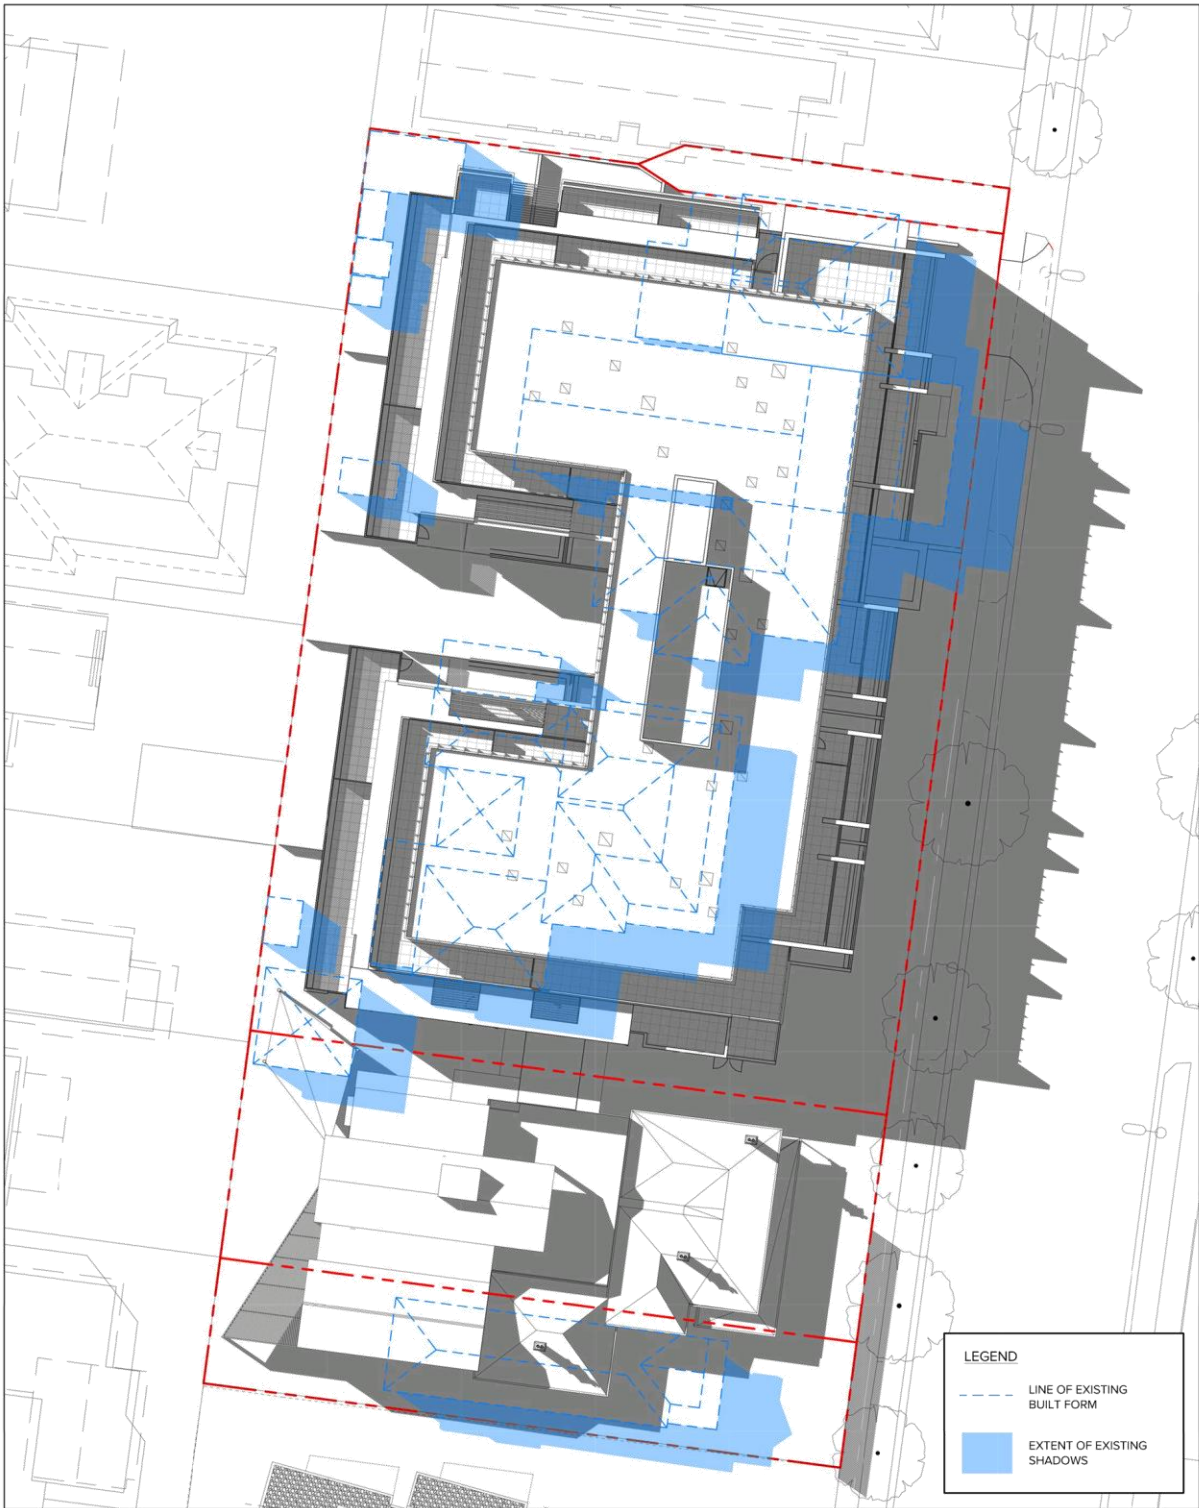 LEGEND
LINE OF EXISTING
BUILT FORM
EXTENT OF EXISTING
SHADOWS